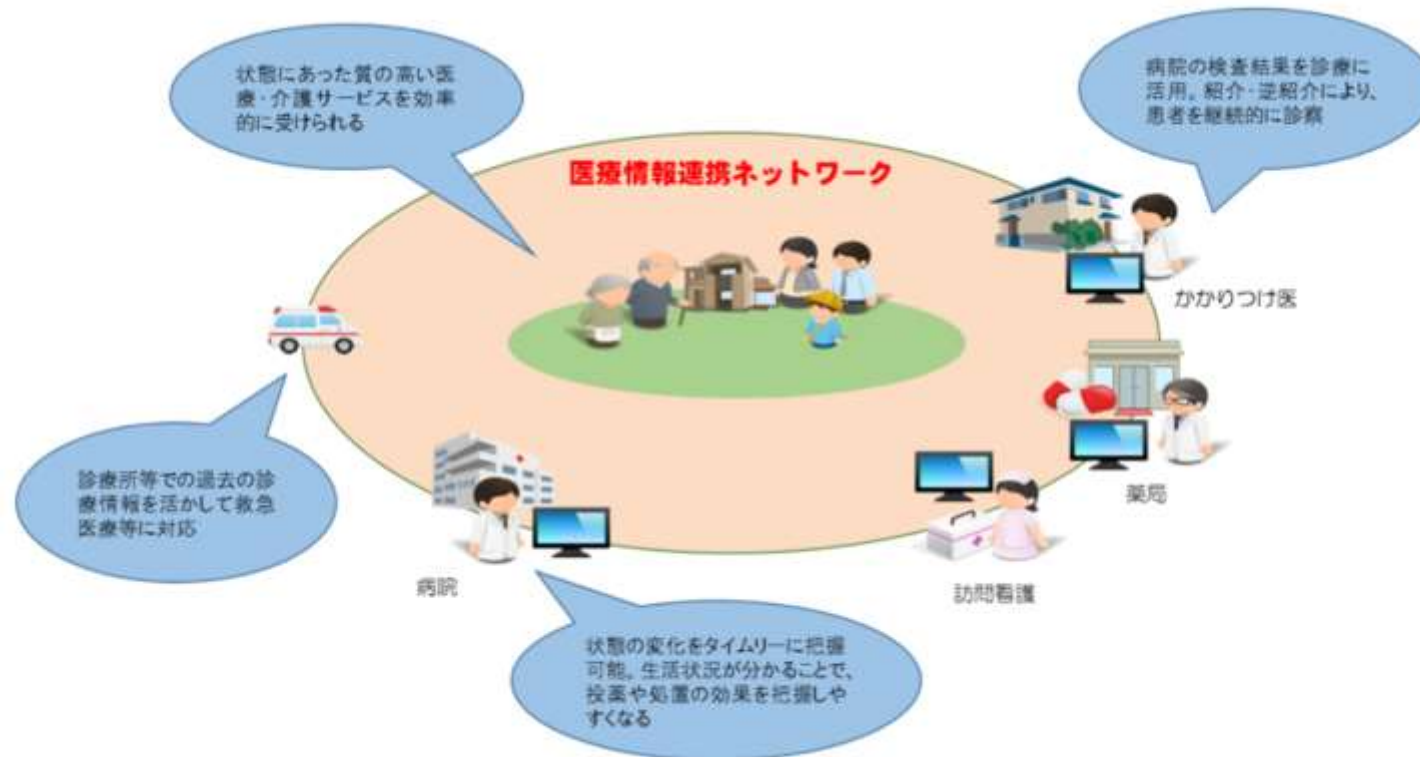 状態にあった質の高い医
療・介護サービスを効率
的に受けられる
病院の検査結果を診療に
活用。紹介・逆紹介により、
患者を継続的に診察
医療情報連携ネットワーク
かかりつけ医
薬局
診療所等での過去の診
療情報を活かして救急
医療等に対応
病院
訪問看護
状態の変化をタイムリーに把握
可能。生活状況が分かることで、
投薬や処置の効果を把握しや
すくなる